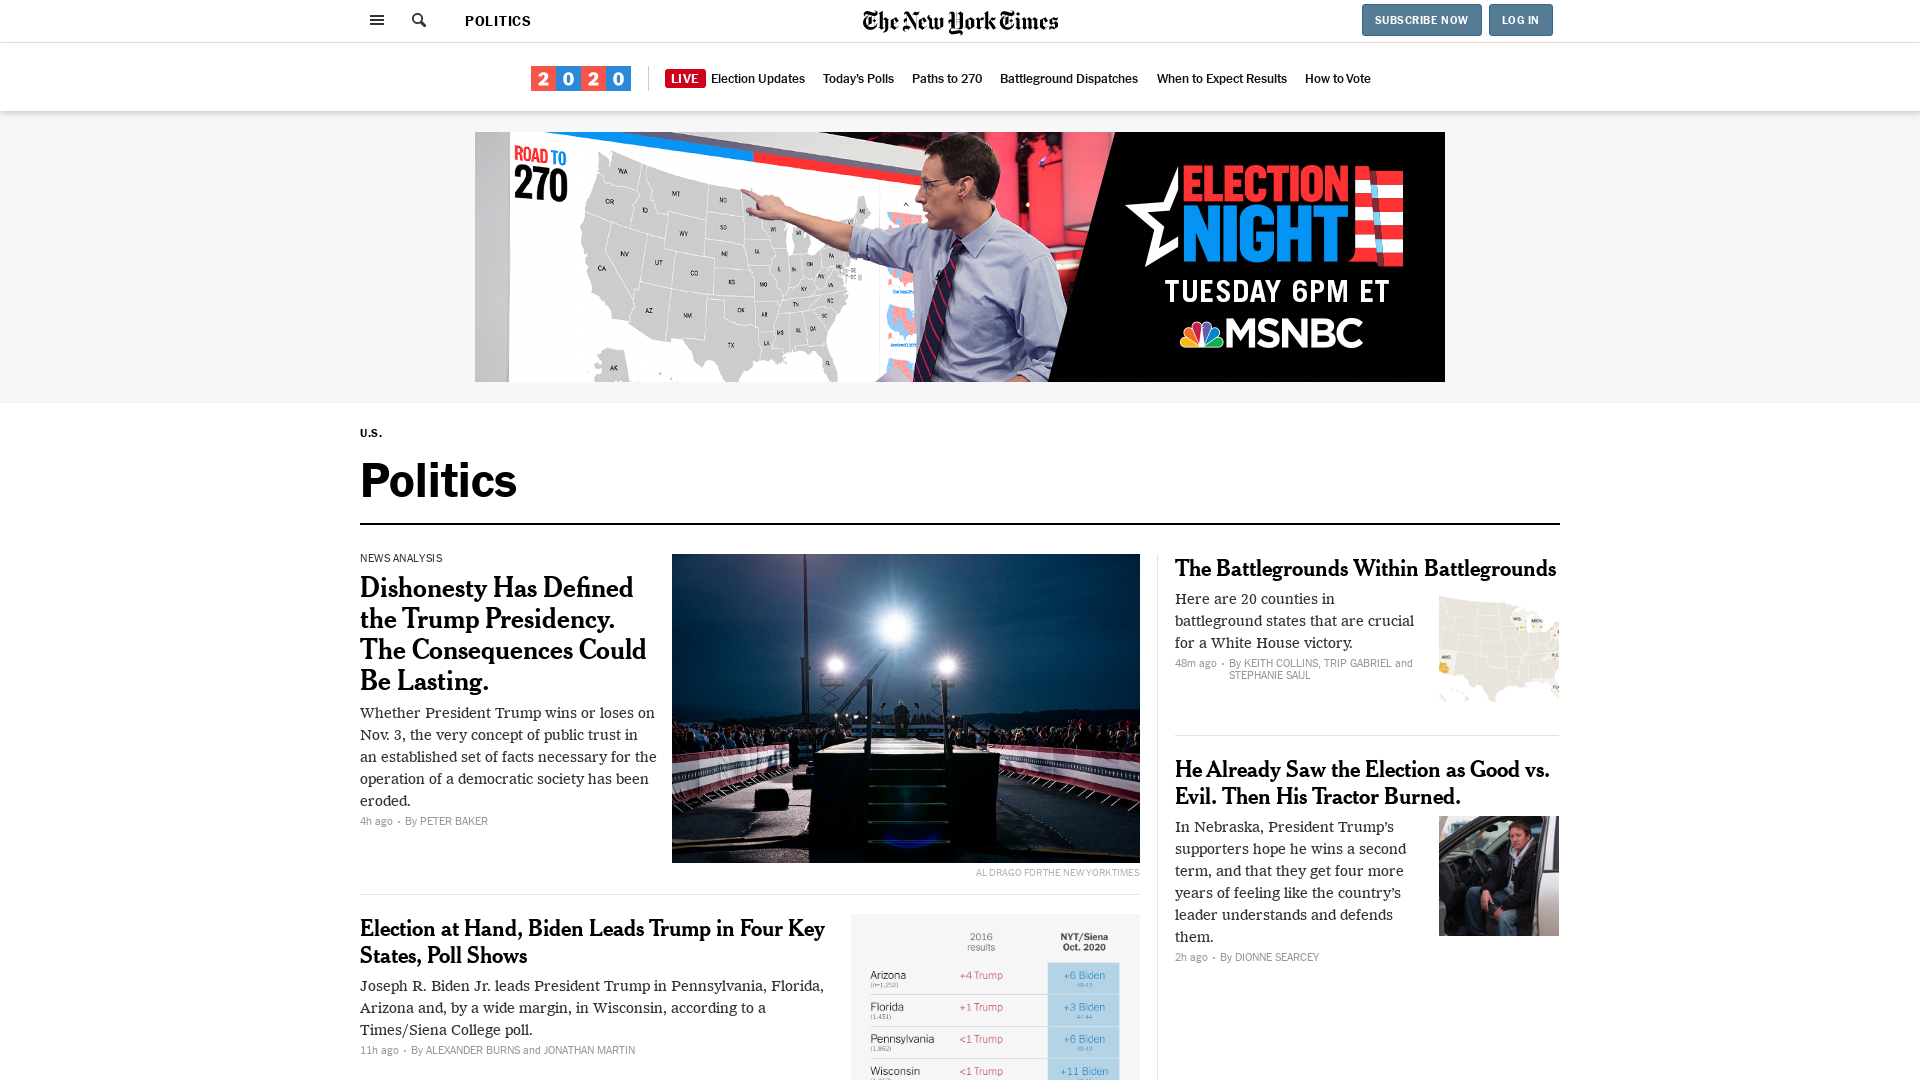 POLITICS
The New York Times
SUBSCRIBE NOW
LOG IN
2020
LIVE
Election Updates
Today's Polls
Paths to 270
Battleground Dispatches
When to Expect Results
How to Vote
ROAD TO
270
WA
MT
ND
OR
ID
SD
WY
NV
NE
UT
CA
CO
KS
MO
AZ
NM
OK
AR
TN
KY
MS
AL
GA
SC
TX
LA
FL
AK
ELECTION
NIGHT
TUESDAY 6PM ET
MSNBC
U.S.
Politics
NEWS ANALYSIS
Dishonesty Has Defined
the Trump Presidency.
The Consequences Could
Be Lasting.
Whether President Trump wins or loses on
Nov. 3, the very concept of public trust in
an established set of facts necessary for the
operation of a democratic society has been
eroded.
4h ago • By PETER BAKER
AL DRAGO FOR THE NEW YORK TIMES
The Battlegrounds Within Battlegrounds
Here are 20 counties in
battleground states that are crucial
for a White House victory.
48m ago • By KEITH COLLINS, TRIP GABRIEL and
STEPHANIE SAUL
WIS.
MICH.
ARIZ.
He Already Saw the Election as Good vs.
Evil. Then His Tractor Burned.
In Nebraska, President Trump's
supporters hope he wins a second
term, and that they get four more
years of feeling like the country's
leader understands and defends
them.
2h ago • By DIONNE SEARCEY
Election at Hand, Biden Leads Trump in Four Key
States, Poll Shows
Joseph R. Biden Jr. leads President Trump in Pennsylvania, Florida,
Arizona and, by a wide margin, in Wisconsin, according to a
Times/Siena College poll.
11h ago • By ALEXANDER BURNS and JONATHAN MARTIN
2016
results
NYT/Siena
Oct. 2020
Arizona +4 Trump +6 Biden
(n=1,252) 49-43
Florida +1 Trump +3 Biden
(1,451) 47-44
Pennsylvania <1 Trump +6 Biden
(1,862) 49-43
Wisconsin <1 Trump +11 Biden